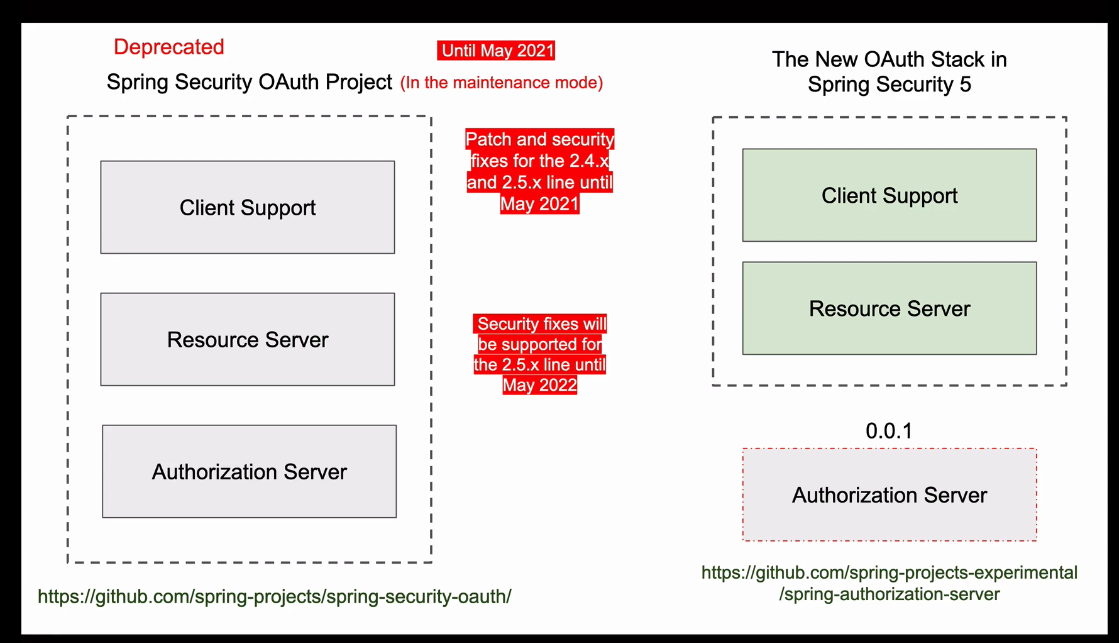 Deprecated
Until May 2021
Spring Security OAuth Project (In the maintenance mode)
Client Support
Resource Server
Authorization Server
https://github.com/spring-projects/spring-security-oauth/
Patch and security
fixes for the 2.4.x
and 2.5.x line until
May 2021
Security fixes will
be supported for
the 2.5.x line until
May 2022
The New OAuth Stack in
Spring Security 5
Client Support
Resource Server
0.0.1
Authorization Server
https://github.com/spring-projects-experimental
/spring-authorization-server